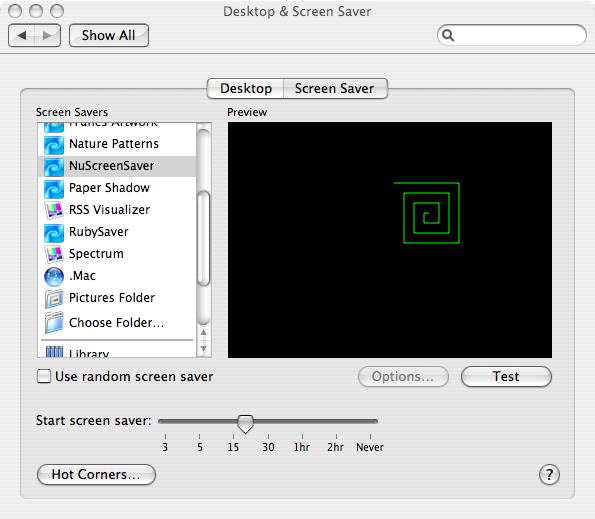 Desktop & Screen Saver
Show All
Desktop
Screen Saver
Screen Savers
Preview
iTunes Artwork
Nature Patterns
NuScreenSaver
Paper Shadow
RSS Visualizer
RubySaver
Spectrum
.Mac
Pictures Folder
Choose Folder...
Library
Use random screen saver
Options...
Test
Start screen saver:
3 5 15 30 1hr 2hr Never
Hot Corners...
?